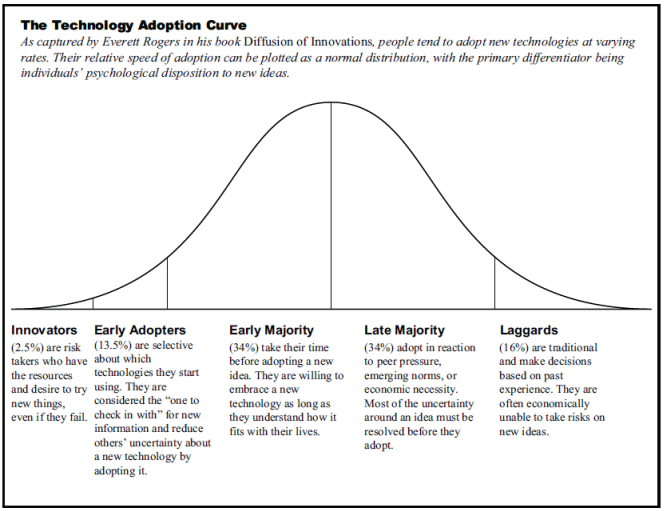 The Technology Adoption Curve
As captured by Everett Rogers in his book Diffusion of Innovations, people tend to adopt new technologies at varying
rates. Their relative speed of adoption can be plotted as a normal distribution, with the primary differentiator being
individuals' psychological disposition to new ideas.
Innovators
(2.5%) are risk
takers who have
the resources
and desire to try
new things,
even if they fail.
Early Adopters
(13.5%) are selective
about which
technologies they start
using. They are
considered the “one to
check in with” for new
information and reduce
others’ uncertainty about
a new technology by
adopting it.
Early Majority
(34%) take their time
before adopting a new
idea. They are willing to
embrace a new
technology as long as
they understand how it
fits with their lives.
Late Majority
(34%) adopt in reaction
to peer pressure,
emerging norms, or
economic necessity.
Most of the uncertainty
around an idea must be
resolved before they
adopt.
Laggards
(16%) are traditional
and make decisions
based on past
experience. They are
often economically
unable to take risks on
new ideas.